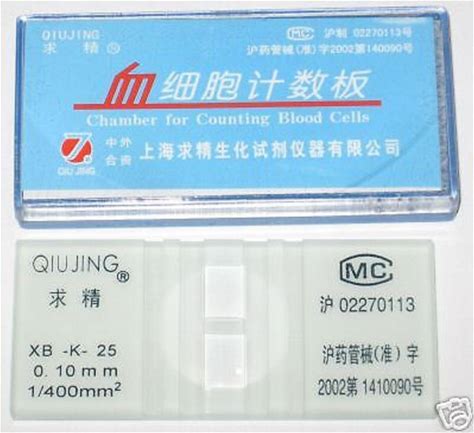 QIUJING
求 精®
MC 沪制 02270113号
沪药管械(准)字2002第1410090号
血细胞计数板
Chamber for Counting Blood Cells
QIUJING
中外
合资
上海求精生化试剂仪器有限公司
QIUJING®
求 精
XB -K- 25
0.10mm
1/400mm²
MC
沪 02270113
沪药管械(准)字
2002第 1410090号